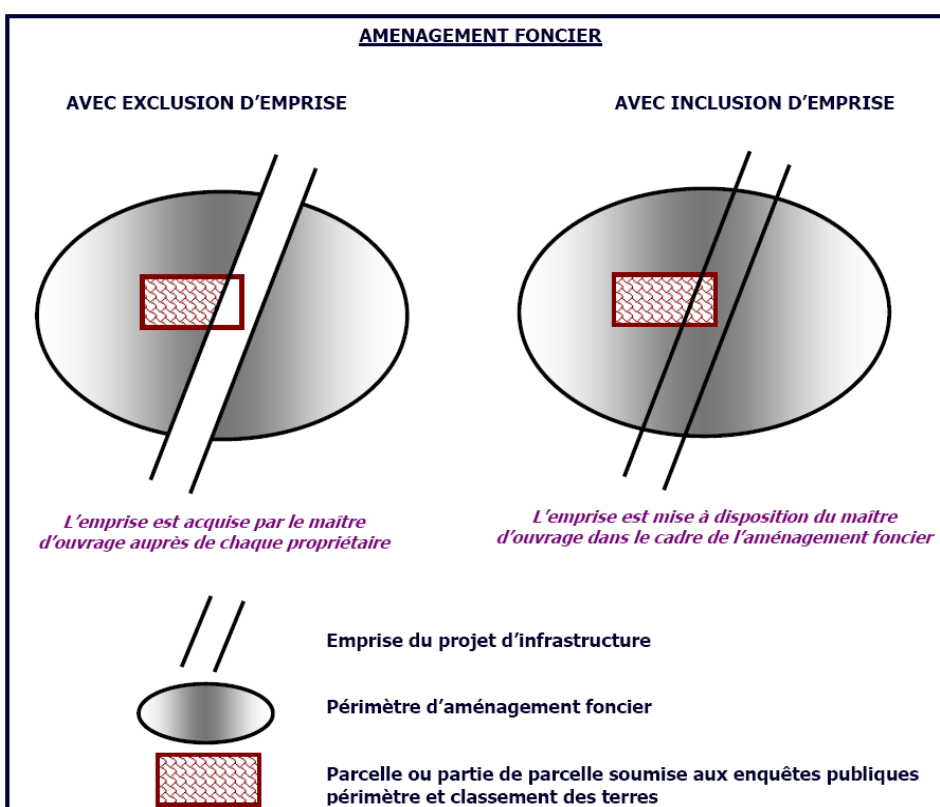 AMENAGEMENT FONCIER
AVEC EXCLUSION D'EMPRISE
AVEC INCLUSION D'EMPRISE
L'emprise est acquise par le maître
d'ouvrage auprès de chaque propriétaire
L'emprise est mise à disposition du maître
d'ouvrage dans le cadre de l'aménagement foncier
Emprise du projet d'infrastructure
Périmètre d'aménagement foncier
Parcelle ou partie de parcelle soumise aux enquêtes publiques
périmètre et classement des terres